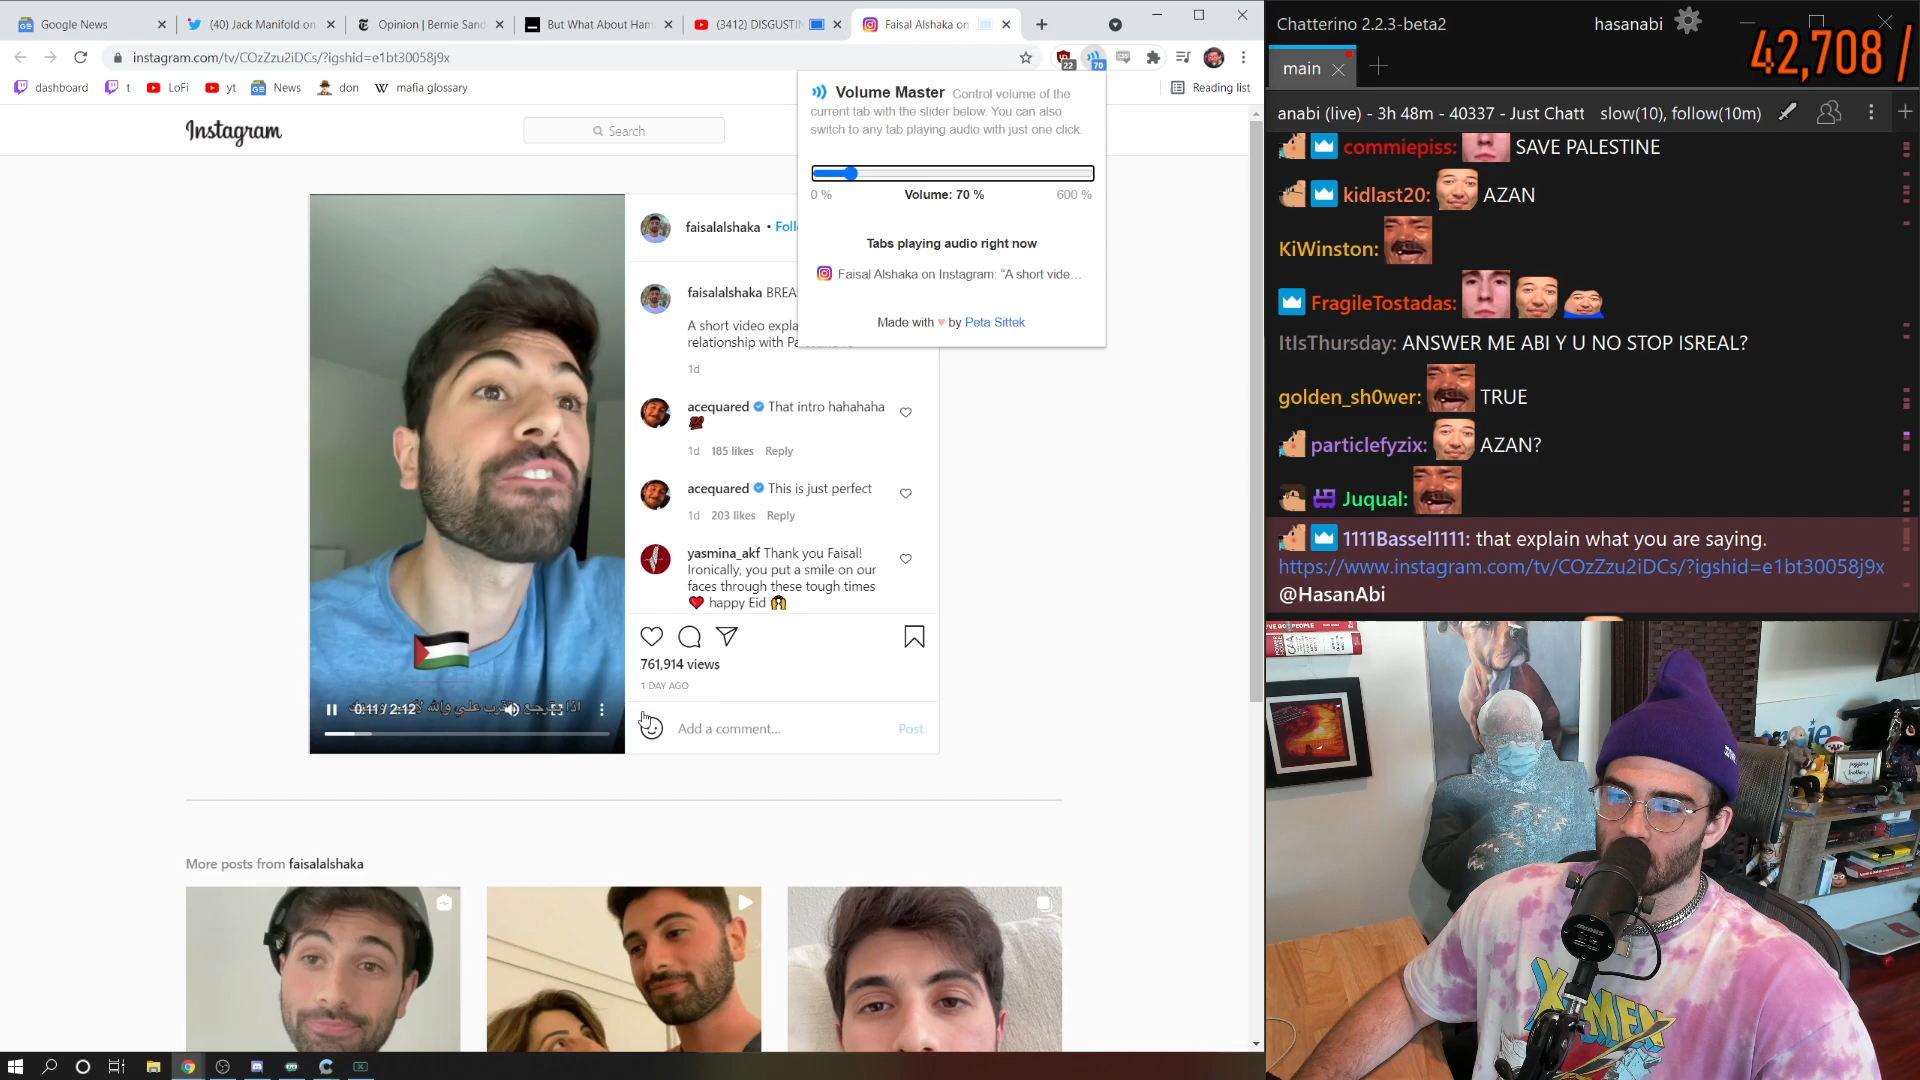 Google News
(40) Jack Manifold on
Opinion | Bernie Sand
But What About Ham
(3412) DISGUSTIN
Faisal Alshaka on
instagram.com/tv/COzZzu2iDCs/?igshid=e1bt30058j9x
22
70
dashboard
t
LoFi
yt
News
don
mafia glossary
Reading list
Instagram
Search
Volume Master Control volume of the
current tab with the slider below. You can also
switch to any tab playing audio with just one click.
0 %
Volume: 70 %
600 %
Tabs playing audio right now
Faisal Alshaka on Instagram: “A short vide…
Made with ♥ by Peta Sittek
faisalalshaka • Foll
faisalalshaka BREA
A short video expla
relationship with Pa
1d
acequared That intro hahahaha
💯
1d 185 likes Reply
acequared This is just perfect
1d 203 likes Reply
yasmina_akf Thank you Faisal!
Ironically, you put a smile on our
faces through these tough times
❤️ happy Eid
761,914 views
1 DAY AGO
Add a comment...
Post
0:11 / 2:12
More posts from faisalalshaka
Chatterino 2.2.3-beta2
hasanabi
42,708 /
main
anabi (live) - 3h 48m - 40337 - Just Chatt
slow(10), follow(10m)
commiepiss: SAVE PALESTINE
kidlast20: AZAN
KiWinston:
FragileTostadas:
ItIsThursday: ANSWER ME ABI Y U NO STOP ISREAL?
golden_sh0wer: TRUE
particlefyzix: AZAN?
Juqual:
1111Bassel1111: that explain what you are saying.
https://www.instagram.com/tv/COzZzu2iDCs/?igshid=e1bt30058j9x
@HasanAbi
X-MEN